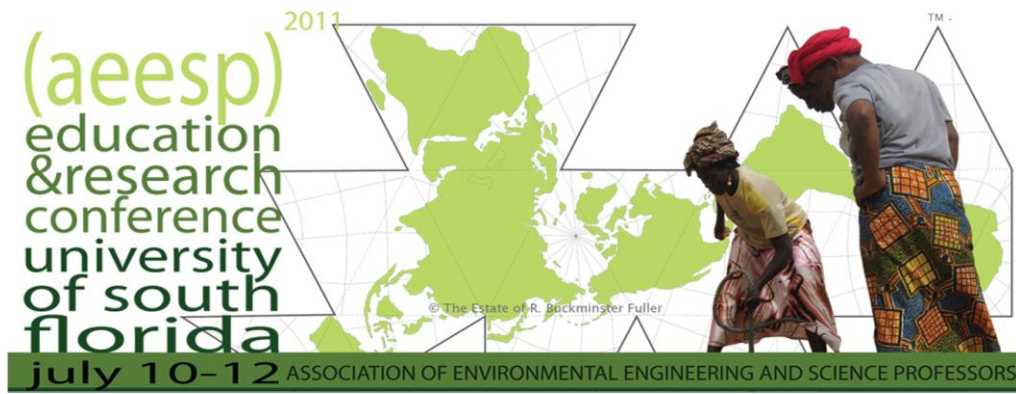 2011
(aeesp)
education
&research
conference
university
of south
florida
july 10-12 ASSOCIATION OF ENVIRONMENTAL ENGINEERING AND SCIENCE PROFESSORS
© The Estate of R. Buckminster Fuller
TM -